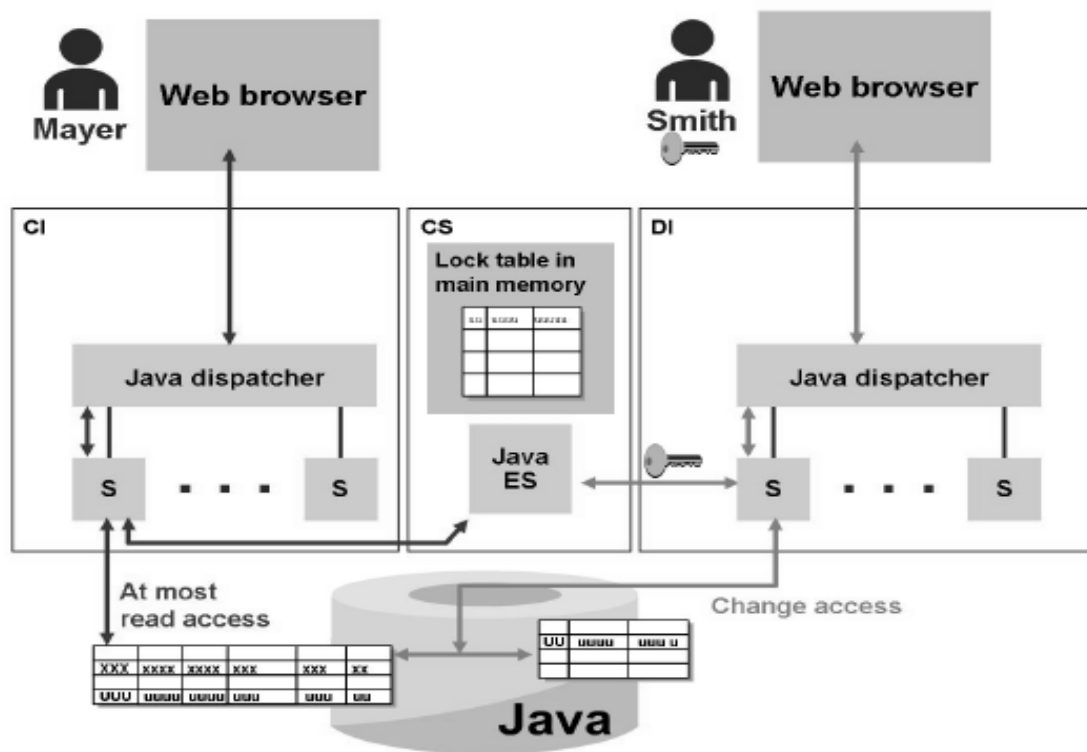 Mayer
Web browser
Smith
Web browser
CI
CS
DI
Lock table in
main memory
Java dispatcher
Java dispatcher
S
S
Java
ES
S
S
At most
read access
Change access
XXX xxxx xxxx xxx xxx xx
UUU uuuu uuuu uuu uuu uu
UU uuuu uuu u
Java